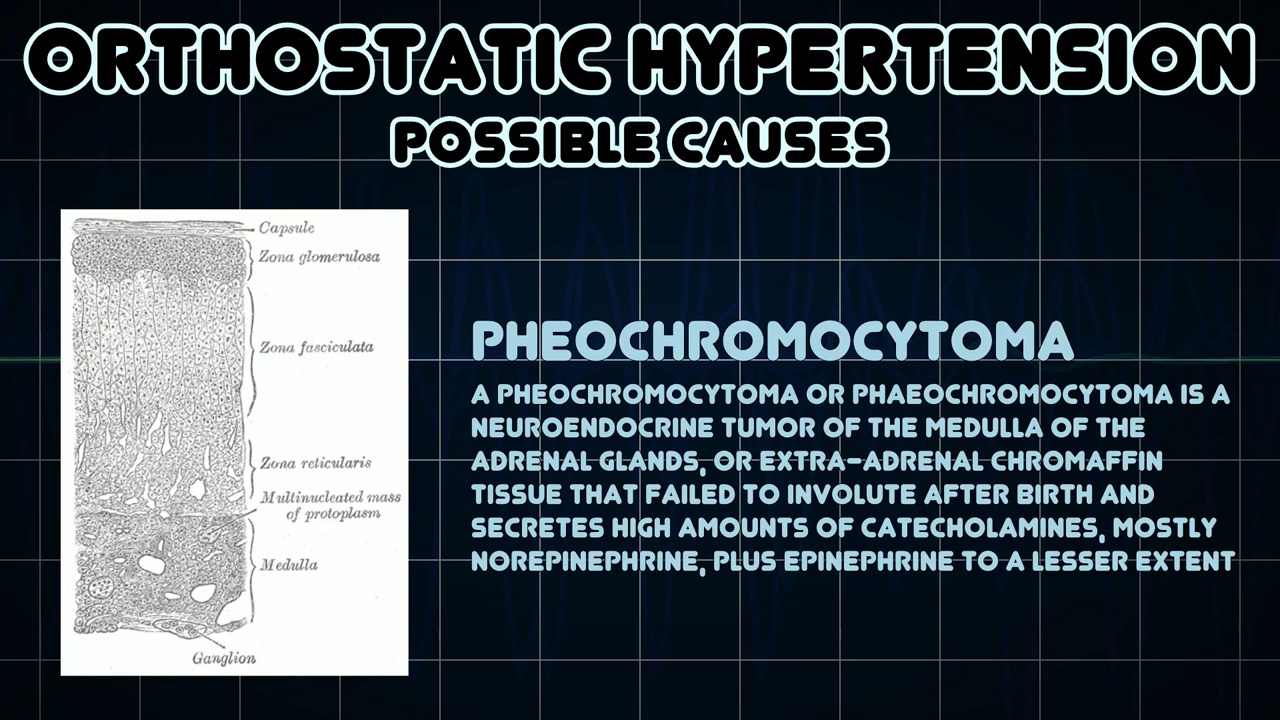 ORTHOSTATIC HYPERTENSION
POSSIBLE CAUSES
Capsule
Zona glomerulosa
Zona fasciculata
Zona reticularis
Multinucleated mass
of protoplasm
Medulla
Ganglion
PHEOCHROMOCYTOMA
A PHEOCHROMOCYTOMA OR PHAEOCHROMOCYTOMA IS A
NEUROENDOCRINE TUMOR OF THE MEDULLA OF THE
ADRENAL GLANDS, OR EXTRA-ADRENAL CHROMAFFIN
TISSUE THAT FAILED TO INVOLUTE AFTER BIRTH AND
SECRETES HIGH AMOUNTS OF CATECHOLAMINES, MOSTLY
NOREPINEPHRINE, PLUS EPINEPHRINE TO A LESSER EXTENT